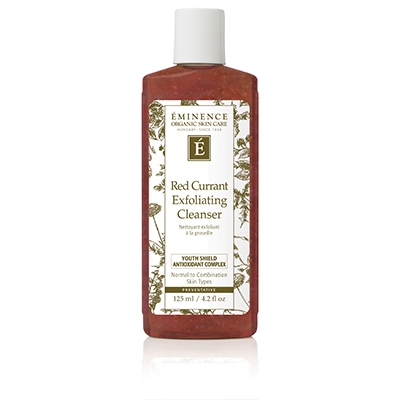 ÉMINENCE
ORGANIC SKIN CARE
HUNGARY • SINCE 1958
É
Red Currant
Exfoliating
Cleanser
Nettoyant exfoliant
à la groseille
YOUTH SHIELD
ANTIOXIDANT COMPLEX
Normal to Combination
Skin Types
PREVENTATIVE
125 ml / 4.2 fl oz